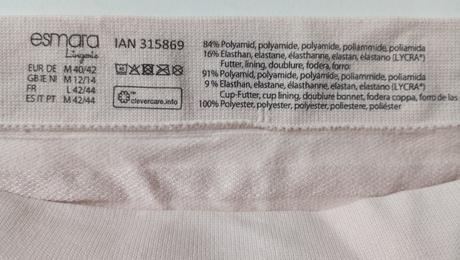 esmara
Lingerie
IAN 315869
EUR DE M 40/42
GB IE NI M 12/14
FR L 42/44
ES IT PT M 42/44
clevercare.info
84% Polyamid, polyamide, polyamide, poliammide, poliamida
16% Elasthan, elastane, élasthanne, elastan, elastano (LYCRA®)
Futter, lining, doublure, fodera, forro:
91% Polyamid, polyamide, polyamide, poliammide, poliamida
9% Elasthan, elastane, élasthanne, elastan, elastano (LYCRA®)
Cup-Futter, cup lining, doublure bonnet, fodera coppa, forro de las
100% Polyester, polyester, polyester, poliestere, poliéster